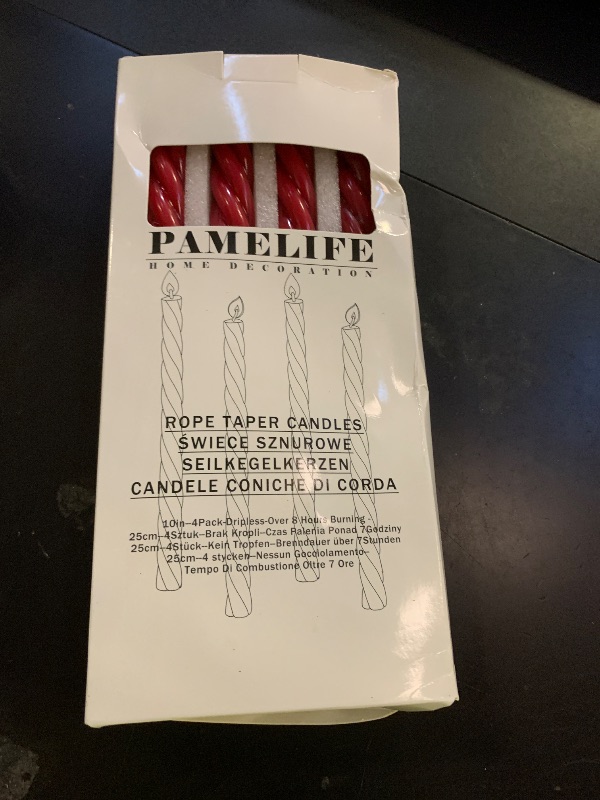 PAMELIFE
HOME DECORATION
ROPE TAPER CANDLES
ŚWIECE SZNUROWE
SEILKEGELKERZEN
CANDELE CONICHE DI CORDA
10in–4Pack-Dripless-Over 8 Hours Burning -
25cm–4Sztuk–Brak Kropli–Czas Palenia Ponad 7Godziny
25cm–4Stück–Kein Tropfen–Brenndauer über 7Stunden
25cm–4 stycken–Nessun Gocciolamento–
Tempo Di Combustione Oltre 7 Ore